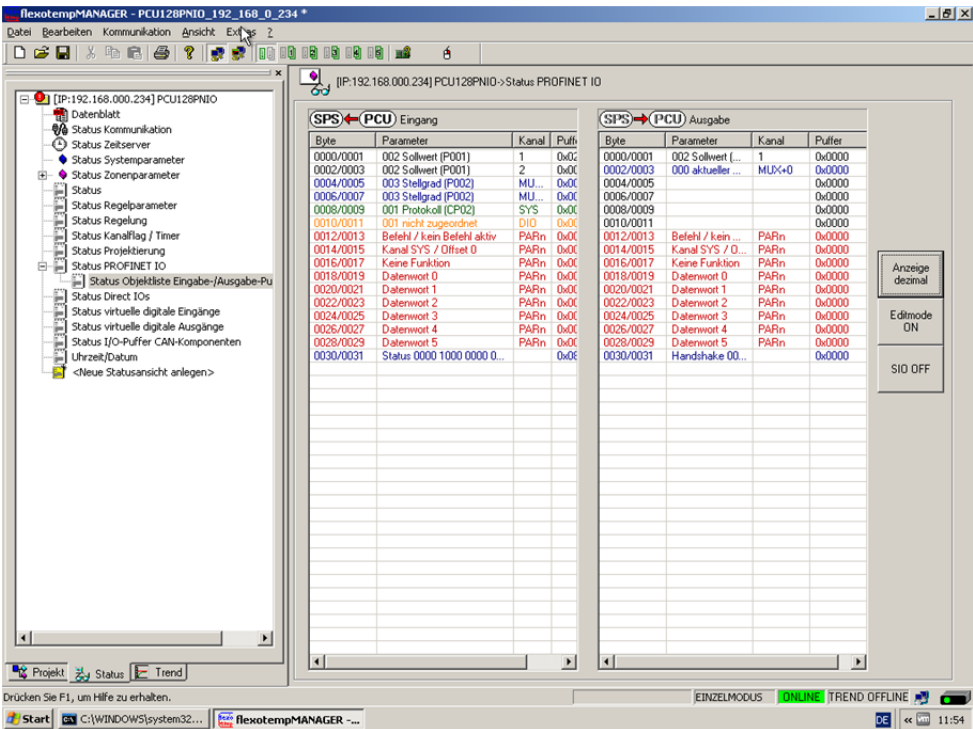 flexotempMANAGER - PCU128PNIO_192_168_0_234 *
Datei Bearbeiten Kommunikation Ansicht Extras ?
[IP:192.168.000.234] PCU128PNIO->Status PROFINET IO
[IP:192.168.000.234] PCU128PNIO
Datenblatt
Status Kommunikation
Status Zeitserver
Status Systemparameter
Status Zonenparameter
Status
Status Regelparameter
Status Regelung
Status Kanalflag / Timer
Status Projektierung
Status PROFINET IO
Status Objektliste Eingabe-/Ausgabe-Pu
Status Direct IOs
Status virtuelle digitale Eingänge
Status virtuelle digitale Ausgänge
Status I/O-Puffer CAN-Komponenten
Uhrzeit/Datum
<Neue Statusansicht anlegen>
Projekt Status Trend
SPS PCU Eingang
Byte Parameter Kanal Puff
0000/0001 002 Sollwert (P001) 1 0x02
0002/0003 002 Sollwert (P001) 2 0x00
0004/0005 003 Stellgrad (P002) MU... 0x00
0006/0007 003 Stellgrad (P002) MU... 0x00
0008/0009 001 Protokoll (CP02) SYS 0x00
0010/0011 001 nicht zugeordnet DIO 0x00
0012/0013 Befehl / kein Befehl aktiv PARn 0x00
0014/0015 Kanal SYS / Offset 0 PARn 0x00
0016/0017 Keine Funktion PARn 0x00
0018/0019 Datenwort 0 PARn 0x00
0020/0021 Datenwort 1 PARn 0x00
0022/0023 Datenwort 2 PARn 0x00
0024/0025 Datenwort 3 PARn 0x00
0026/0027 Datenwort 4 PARn 0x00
0028/0029 Datenwort 5 PARn 0x00
0030/0031 Status 0000 1000 0000 0... 0x08
SPS PCU Ausgabe
Byte Parameter Kanal Puffer
0000/0001 002 Sollwert (... 1 0x0000
0002/0003 000 aktueller ... MUX+0 0x0000
0004/0005 0x0000
0006/0007 0x0000
0008/0009 0x0000
0010/0011 0x0000
0012/0013 Befehl / kein ... PARn 0x0000
0014/0015 Kanal SYS / O... PARn 0x0000
0016/0017 Keine Funktion PARn 0x0000
0018/0019 Datenwort 0 PARn 0x0000
0020/0021 Datenwort 1 PARn 0x0000
0022/0023 Datenwort 2 PARn 0x0000
0024/0025 Datenwort 3 PARn 0x0000
0026/0027 Datenwort 4 PARn 0x0000
0028/0029 Datenwort 5 PARn 0x0000
0030/0031 Handshake 00... 0x0000
Anzeige
dezimal
Editmode
ON
SIO OFF
Drücken Sie F1, um Hilfe zu erhalten.
EINZELMODUS ONLINE TREND OFFLINE
Start C:\WINDOWS\system32... flexotempMANAGER -... DE « 11:54